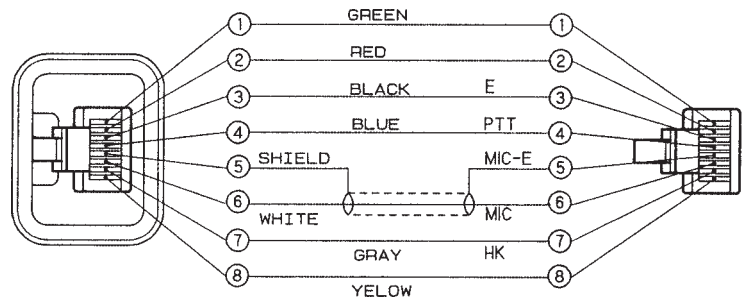 ① GREEN ①
② RED ②
③ BLACK E ③
④ BLUE PTT ④
⑤ SHIELD MIC-E ⑤
⑥ WHITE MIC ⑥
⑦ GRAY HK ⑦
⑧ YELOW ⑧